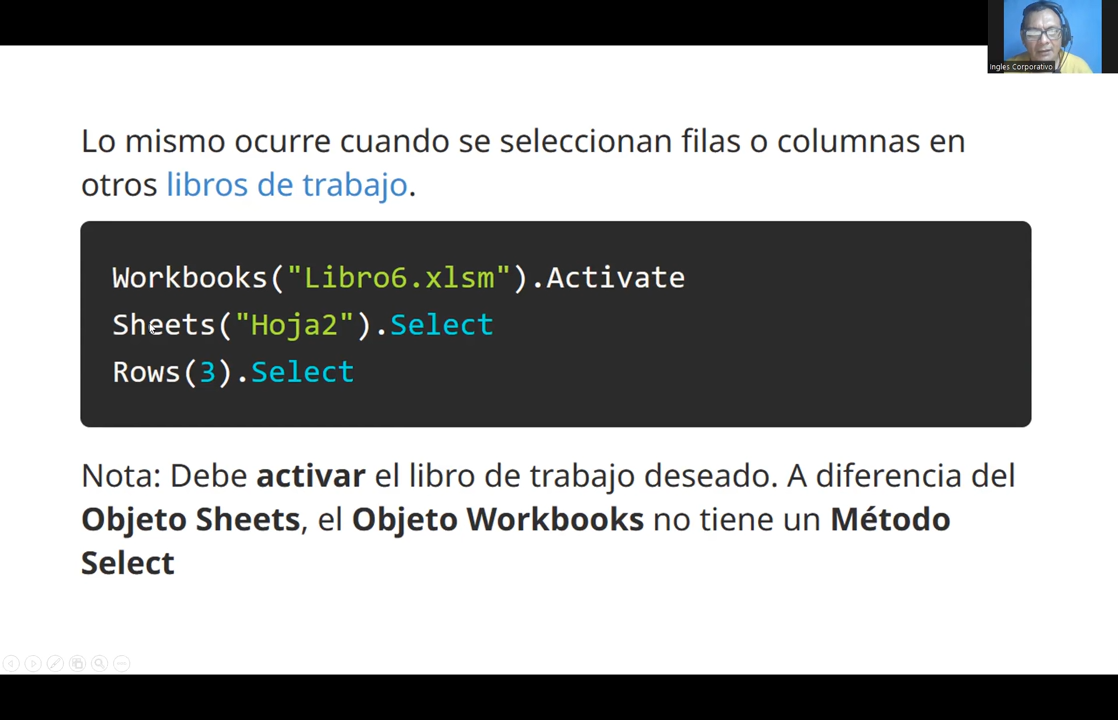 Ingles Corporativo
Lo mismo ocurre cuando se seleccionan filas o columnas en
otros libros de trabajo.
Workbooks("Libro6.xlsm").Activate
Sheets("Hoja2").Select
Rows(3).Select
Nota: Debe activar el libro de trabajo deseado. A diferencia del
Objeto Sheets, el Objeto Workbooks no tiene un Método
Select